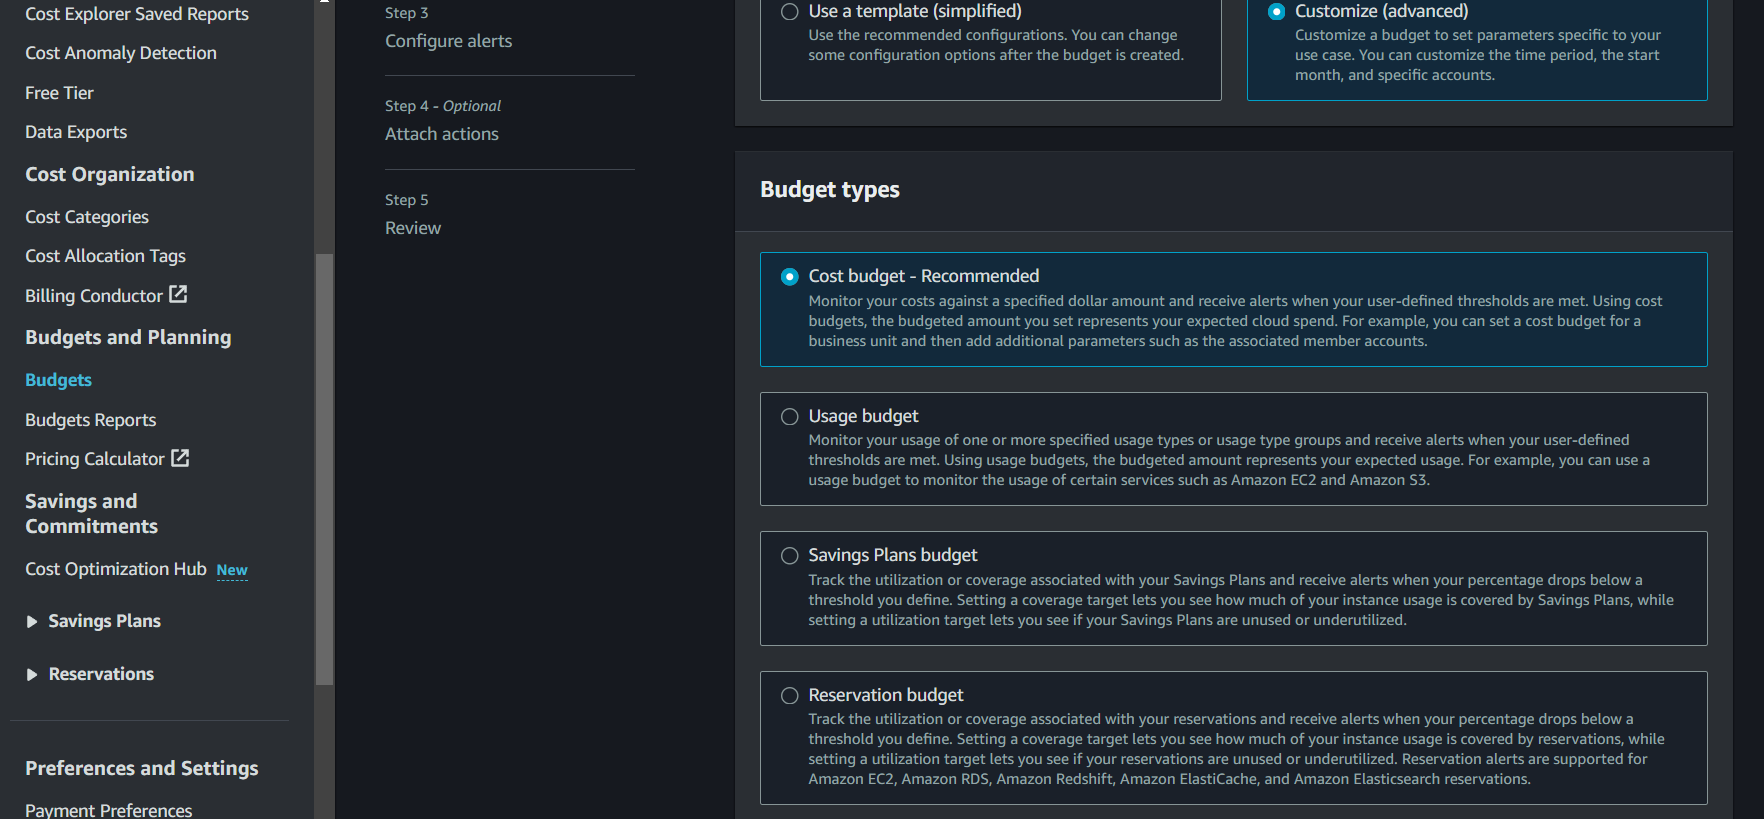 Cost Explorer Saved Reports
Cost Anomaly Detection
Free Tier
Data Exports
Cost Organization
Cost Categories
Cost Allocation Tags
Billing Conductor
Budgets and Planning
Budgets
Budgets Reports
Pricing Calculator
Savings and
Commitments
Cost Optimization Hub New
Savings Plans
Reservations
Preferences and Settings
Payment Preferences
Step 3
Configure alerts
Step 4 - Optional
Attach actions
Step 5
Review
Use a template (simplified)
Use the recommended configurations. You can change
some configuration options after the budget is created.
Customize (advanced)
Customize a budget to set parameters specific to your
use case. You can customize the time period, the start
month, and specific accounts.
Budget types
Cost budget - Recommended
Monitor your costs against a specified dollar amount and receive alerts when your user-defined thresholds are met. Using cost
budgets, the budgeted amount you set represents your expected cloud spend. For example, you can set a cost budget for a
business unit and then add additional parameters such as the associated member accounts.
Usage budget
Monitor your usage of one or more specified usage types or usage type groups and receive alerts when your user-defined
thresholds are met. Using usage budgets, the budgeted amount represents your expected usage. For example, you can use a
usage budget to monitor the usage of certain services such as Amazon EC2 and Amazon S3.
Savings Plans budget
Track the utilization or coverage associated with your Savings Plans and receive alerts when your percentage drops below a
threshold you define. Setting a coverage target lets you see how much of your instance usage is covered by Savings Plans, while
setting a utilization target lets you see if your Savings Plans are unused or underutilized.
Reservation budget
Track the utilization or coverage associated with your reservations and receive alerts when your percentage drops below a
threshold you define. Setting a coverage target lets you see how much of your instance usage is covered by reservations, while
setting a utilization target lets you see if your reservations are unused or underutilized. Reservation alerts are supported for
Amazon EC2, Amazon RDS, Amazon Redshift, Amazon ElastiCache, and Amazon Elasticsearch reservations.